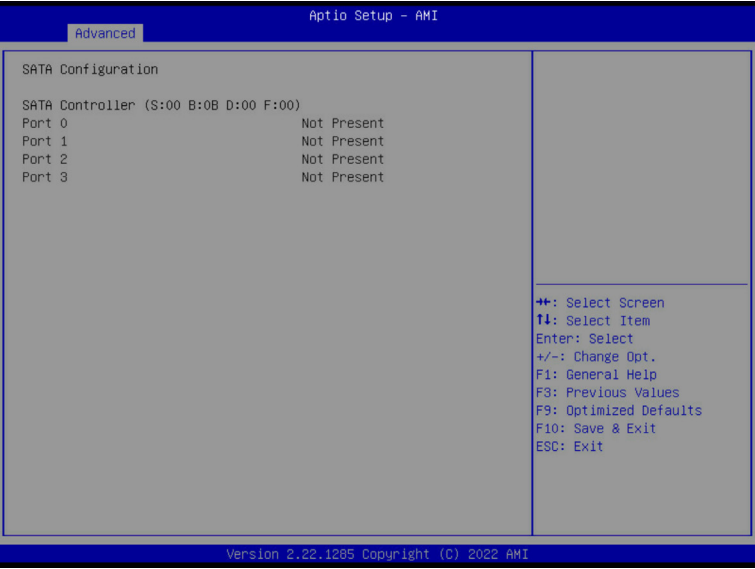 Aptio Setup – AMI
Advanced
SATA Configuration
SATA Controller (S:00 B:0B D:00 F:00)
Port 0 Not Present
Port 1 Not Present
Port 2 Not Present
Port 3 Not Present
→←: Select Screen
↑↓: Select Item
Enter: Select
+/-: Change Opt.
F1: General Help
F3: Previous Values
F9: Optimized Defaults
F10: Save & Exit
ESC: Exit
Version 2.22.1285 Copyright (C) 2022 AMI